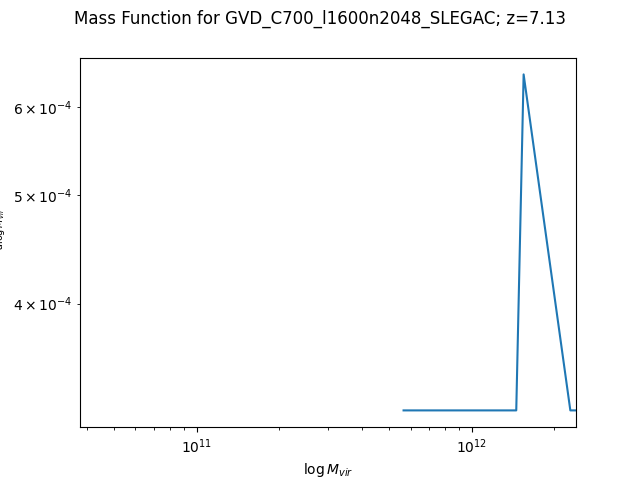 Mass Function for GVD_C700_l1600n2048_SLEGAC; z=7.13
6 × 10⁻⁴
5 × 10⁻⁴
4 × 10⁻⁴
10¹¹
10¹²
log M_vir